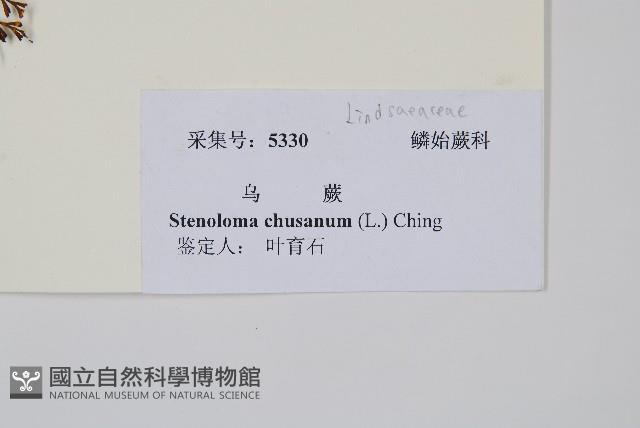 Lindsaeaceae
采集号：5330 鳞始蕨科
乌 蕨
Stenoloma chusanum (L.) Ching
鉴定人： 叶育石
國立自然科學博物館
NATIONAL MUSEUM OF NATURAL SCIENCE